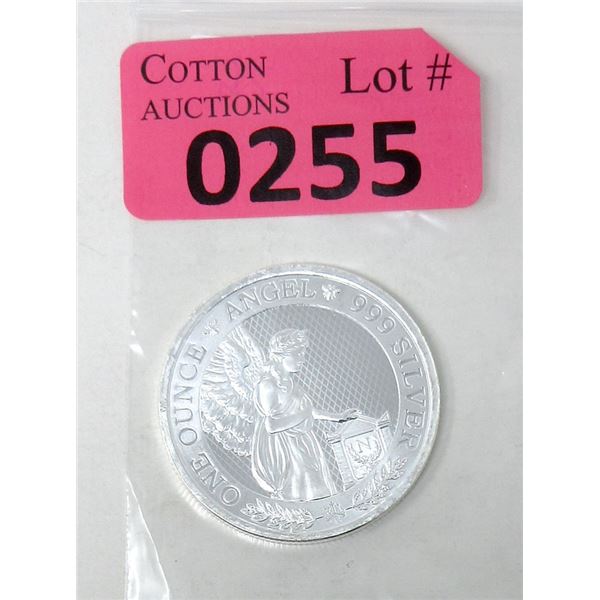 COTTON Lot #
AUCTIONS
0255
ONE OUNCE ANGEL 999 SILVER
N